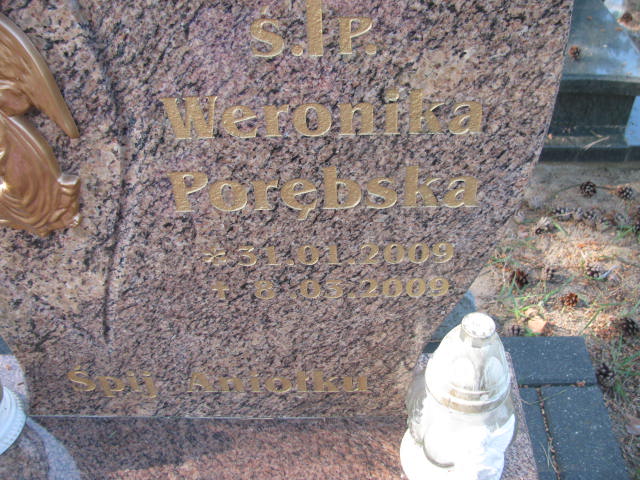 Ś.†P.
Weronika
Porębska
* 31.01.2009
† 8.03.2009
Śpij Aniołku